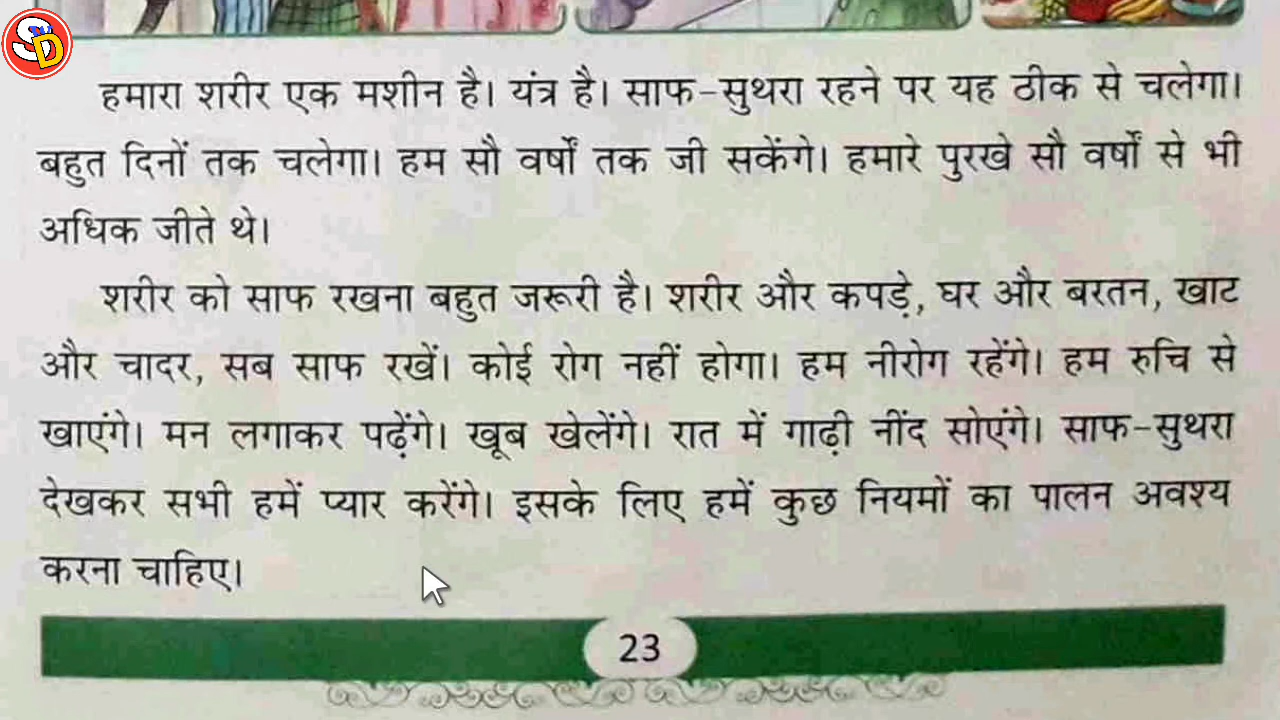 SD
हमारा शरीर एक मशीन है। यंत्र है। साफ-सुथरा रहने पर यह ठीक से चलेगा।
बहुत दिनों तक चलेगा। हम सौ वर्षों तक जी सकेंगे। हमारे पुरखे सौ वर्षों से भी
अधिक जीते थे।
शरीर को साफ रखना बहुत जरूरी है। शरीर और कपड़े, घर और बरतन, खाट
और चादर, सब साफ रखें। कोई रोग नहीं होगा। हम नीरोग रहेंगे। हम रुचि से
खाएंगे। मन लगाकर पढ़ेंगे। खूब खेलेंगे। रात में गाढ़ी नींद सोएंगे। साफ-सुथरा
देखकर सभी हमें प्यार करेंगे। इसके लिए हमें कुछ नियमों का पालन अवश्य
करना चाहिए।
23